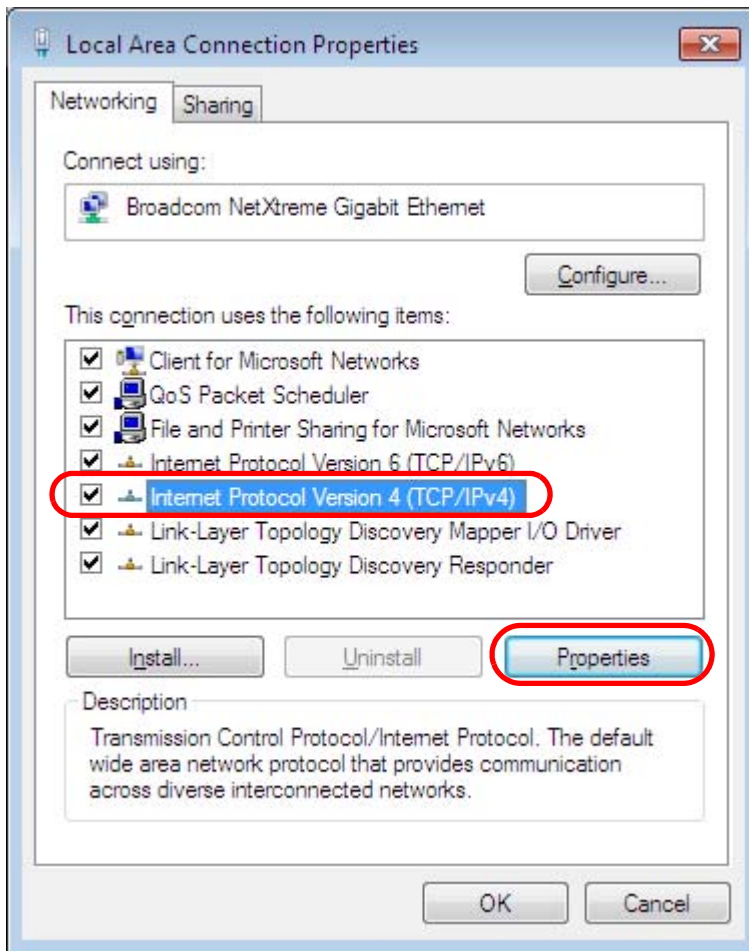 Local Area Connection Properties
Networking
Sharing
Connect using:
Broadcom NetXtreme Gigabit Ethernet
Configure...
This connection uses the following items:
Client for Microsoft Networks
QoS Packet Scheduler
File and Printer Sharing for Microsoft Networks
Internet Protocol Version 6 (TCP/IPv6)
Internet Protocol Version 4 (TCP/IPv4)
Link-Layer Topology Discovery Mapper I/O Driver
Link-Layer Topology Discovery Responder
Install...
Uninstall
Properties
Description
Transmission Control Protocol/Internet Protocol. The default
wide area network protocol that provides communication
across diverse interconnected networks.
OK
Cancel